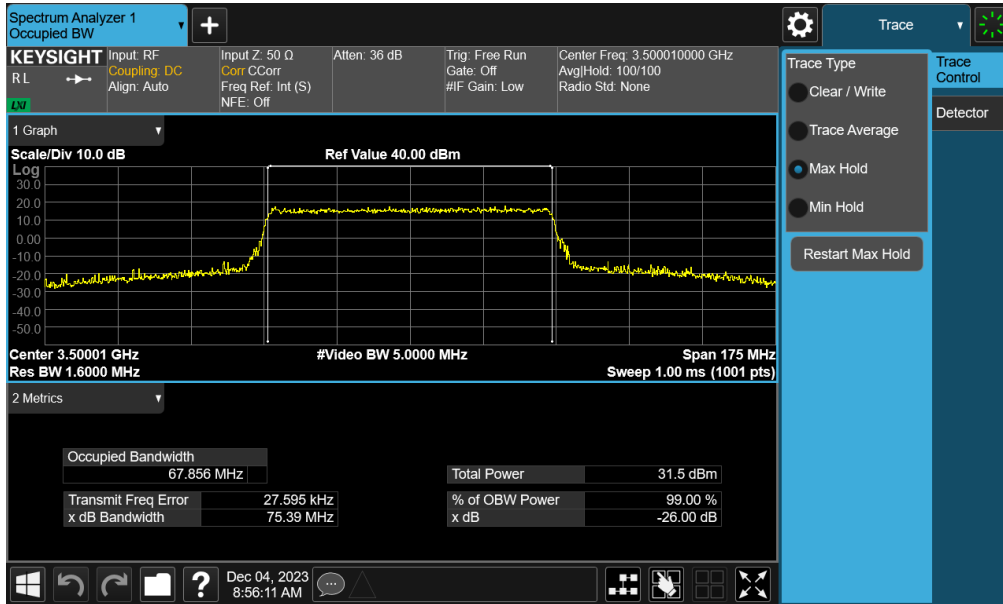 Spectrum Analyzer 1
Occupied BW
+
Trace
KEYSIGHT
R L
LXI
Input: RF
Coupling: DC
Align: Auto
Input Z: 50 Ω
Corr CCorr
Freq Ref: Int (S)
NFE: Off
Atten: 36 dB
Trig: Free Run
Gate: Off
#IF Gain: Low
Center Freq: 3.500010000 GHz
Avg|Hold: 100/100
Radio Std: None
Trace Type
Clear / Write
Trace Average
Max Hold
Min Hold
Restart Max Hold
Trace
Control
Detector
1 Graph
Scale/Div 10.0 dB
Ref Value 40.00 dBm
Log
30.0
20.0
10.0
0.00
-10.0
-20.0
-30.0
-40.0
-50.0
Center 3.50001 GHz
#Video BW 5.0000 MHz
Span 175 MHz
Res BW 1.6000 MHz
Sweep 1.00 ms (1001 pts)
2 Metrics
Occupied Bandwidth
67.856 MHz
Total Power 31.5 dBm
Transmit Freq Error 27.595 kHz
% of OBW Power 99.00 %
x dB Bandwidth 75.39 MHz
x dB -26.00 dB
?
Dec 04, 2023
8:56:11 AM